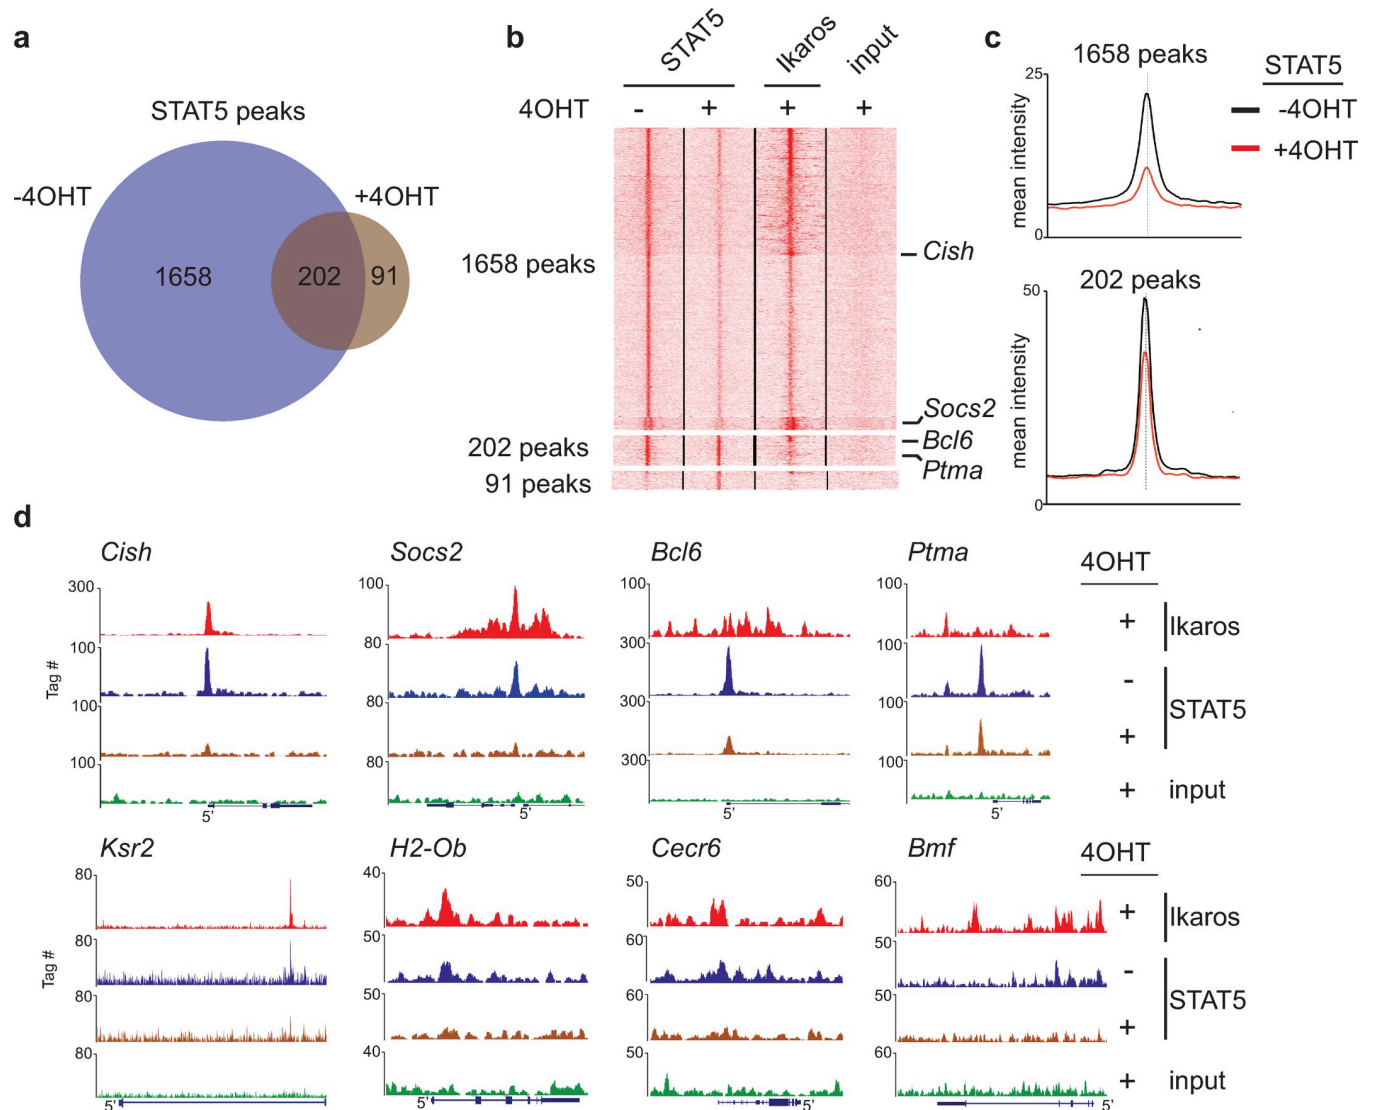 a
STAT5 peaks
-4OHT
+4OHT
1658
202
91
b
STAT5
Ikaros
input
4OHT - + + +
1658 peaks
202 peaks
91 peaks
Cish
Socs2
Bcl6
Ptma
c
1658 peaks
25
0
mean intensity
STAT5
-4OHT
+4OHT
202 peaks
50
0
mean intensity
d
Cish
Socs2
Bcl6
Ptma
4OHT
Tag #
300
100
100
100
5'
100
80
80
80
80
5'
100
300
300
300
5'
100
100
100
100
5'
+ Ikaros
-
STAT5
+
+ input
Ksr2
H2-Ob
Cecr6
Bmf
4OHT
Tag #
80
80
80
80
5'
40
50
50
40
5'
50
60
60
50
5'
60
50
50
60
5'
+ Ikaros
-
STAT5
+
+ input